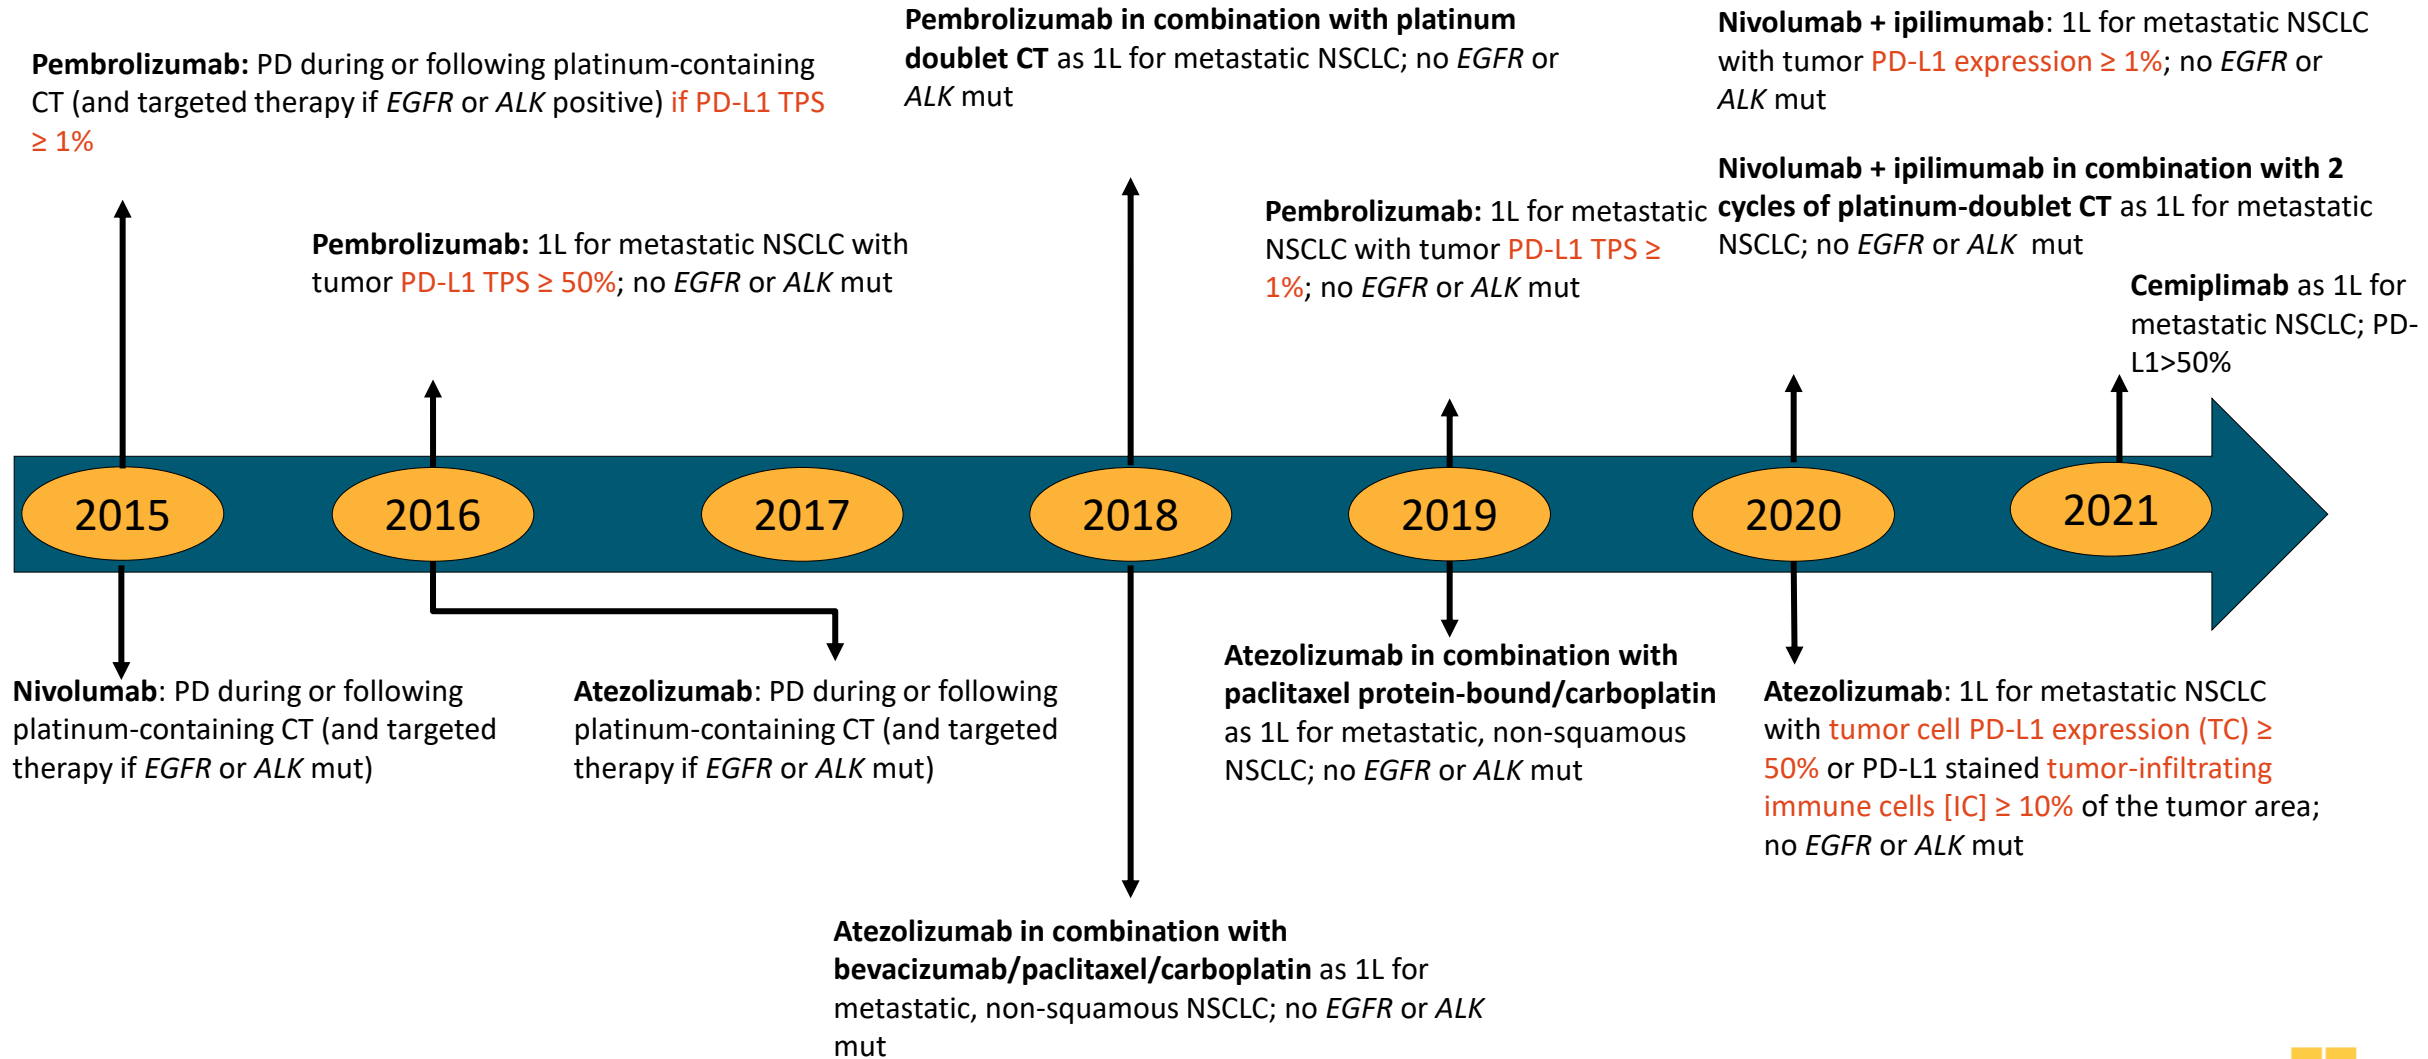 Pembrolizumab: PD during or following platinum-containing
CT (and targeted therapy if EGFR or ALK positive) if PD-L1 TPS
≥ 1%
Pembrolizumab: 1L for metastatic NSCLC with
tumor PD-L1 TPS ≥ 50%; no EGFR or ALK mut
Pembrolizumab in combination with platinum
doublet CT as 1L for metastatic NSCLC; no EGFR or
ALK mut
Pembrolizumab: 1L for metastatic
NSCLC with tumor PD-L1 TPS ≥
1%; no EGFR or ALK mut
Nivolumab + ipilimumab: 1L for metastatic NSCLC
with tumor PD-L1 expression ≥ 1%; no EGFR or
ALK mut
Nivolumab + ipilimumab in combination with 2
cycles of platinum-doublet CT as 1L for metastatic
NSCLC; no EGFR or ALK mut
Cemiplimab as 1L for
metastatic NSCLC; PD-
L1>50%
2015
2016
2017
2018
2019
2020
2021
Nivolumab: PD during or following
platinum-containing CT (and targeted
therapy if EGFR or ALK mut)
Atezolizumab: PD during or following
platinum-containing CT (and targeted
therapy if EGFR or ALK mut)
Atezolizumab in combination with
bevacizumab/paclitaxel/carboplatin as 1L for
metastatic, non-squamous NSCLC; no EGFR or ALK
mut
Atezolizumab in combination with
paclitaxel protein-bound/carboplatin
as 1L for metastatic, non-squamous
NSCLC; no EGFR or ALK mut
Atezolizumab: 1L for metastatic NSCLC
with tumor cell PD-L1 expression (TC) ≥
50% or PD-L1 stained tumor-infiltrating
immune cells [IC] ≥ 10% of the tumor area;
no EGFR or ALK mut